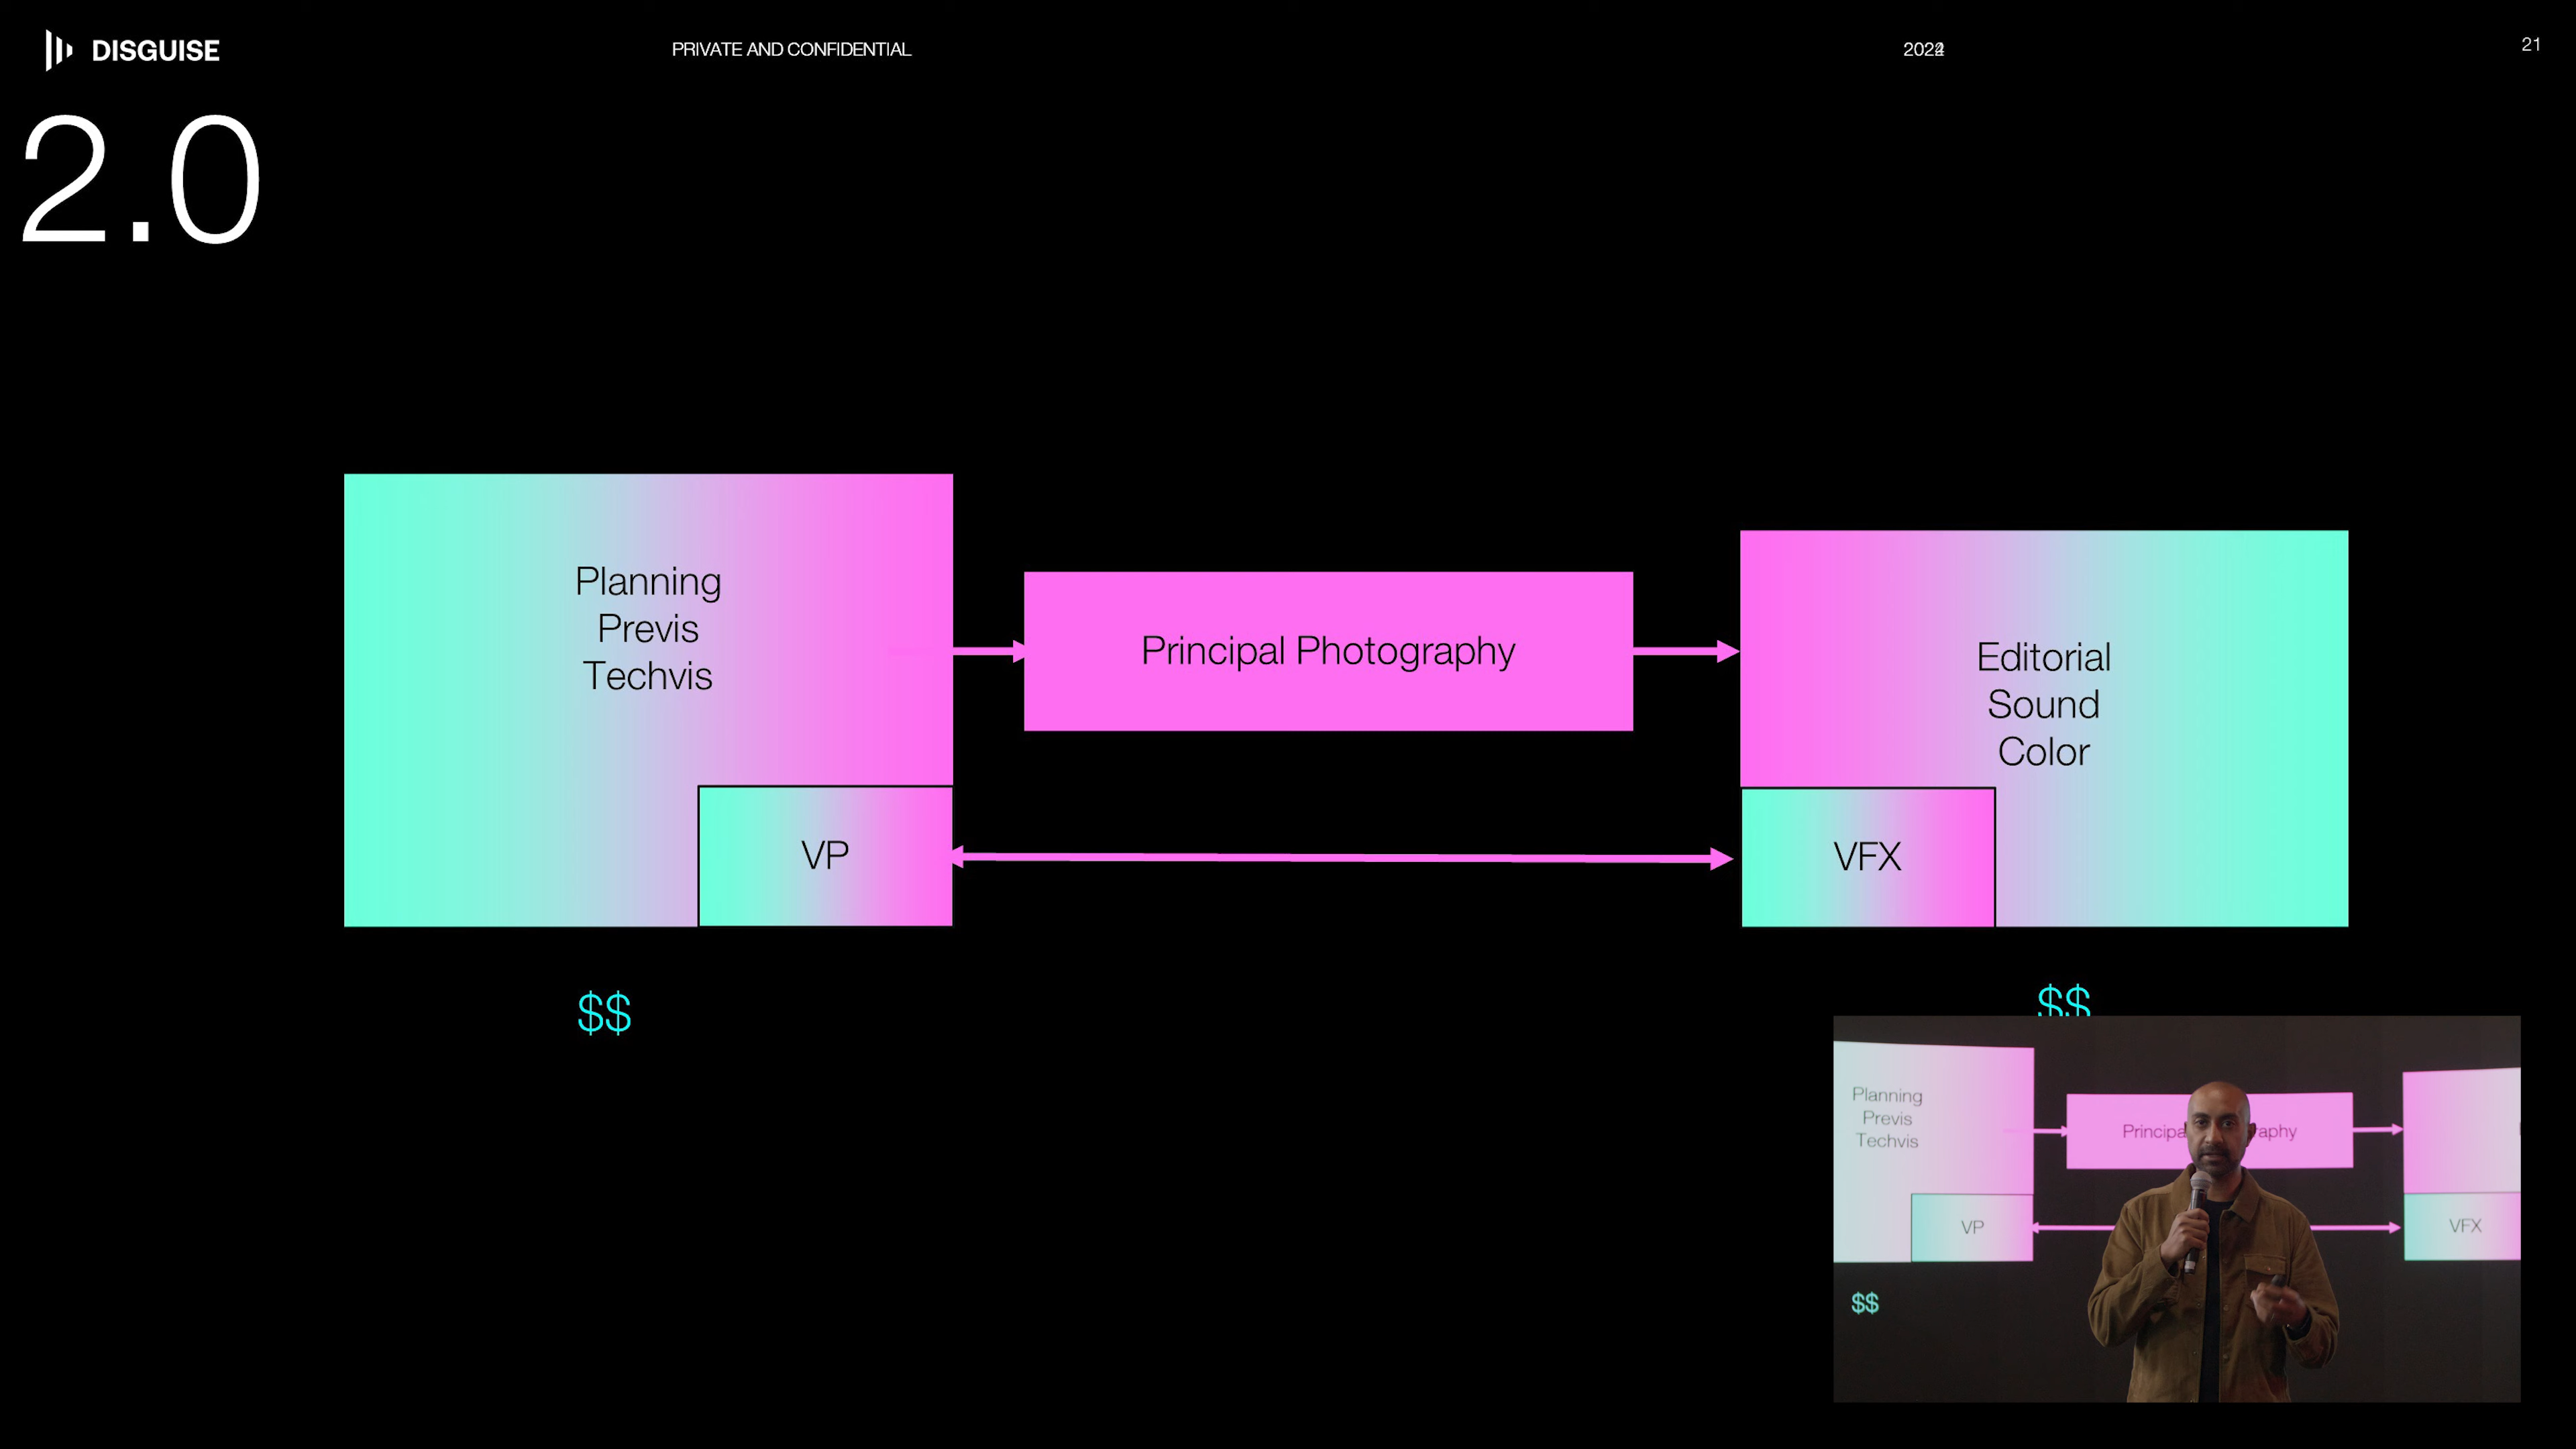 DISGUISE
PRIVATE AND CONFIDENTIAL
21
2.0
Planning
Previs
Techvis
Principal Photography
Editorial
Sound
Color
VP
VFX
$$
$$
Planning
Previs
Techvis
VP
VFX
$$